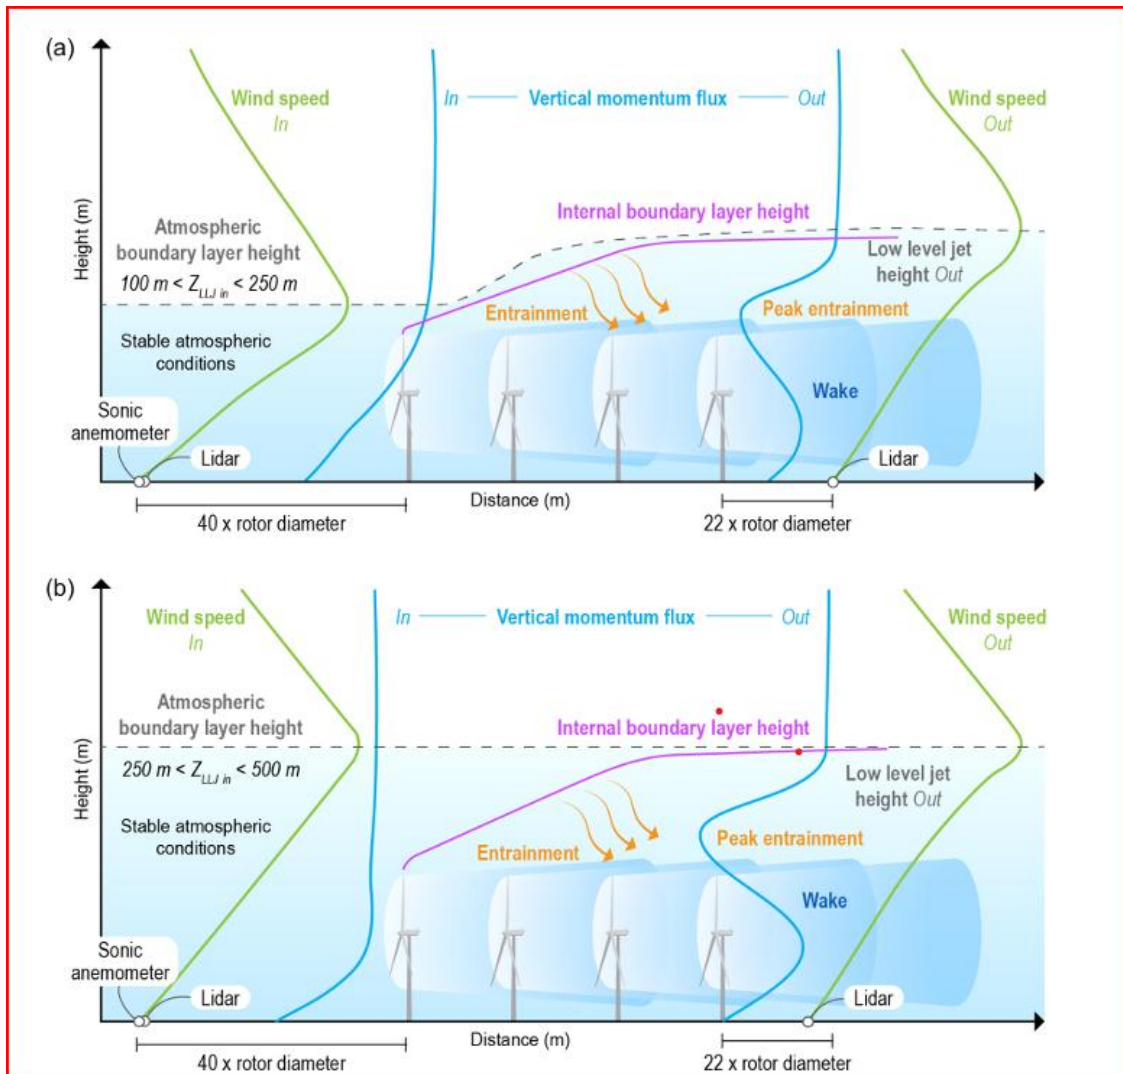 (a)
Wind speed
In
In
Vertical momentum flux
Out
Wind speed
Out
Height (m)
Internal boundary layer height
Atmospheric
boundary layer height
100 m < Z_LLJ in < 250 m
Low level jet
height Out
Entrainment
Peak entrainment
Stable atmospheric
conditions
Wake
Sonic
anemometer
Lidar
Lidar
Distance (m)
40 x rotor diameter
22 x rotor diameter
(b)
Wind speed
In
In
Vertical momentum flux
Out
Wind speed
Out
Height (m)
Atmospheric
boundary layer height
Internal boundary layer height
250 m < Z_LLJ in < 500 m
Low level jet
height Out
Stable atmospheric
conditions
Entrainment
Peak entrainment
Wake
Sonic
anemometer
Lidar
Lidar
Distance (m)
40 x rotor diameter
22 x rotor diameter